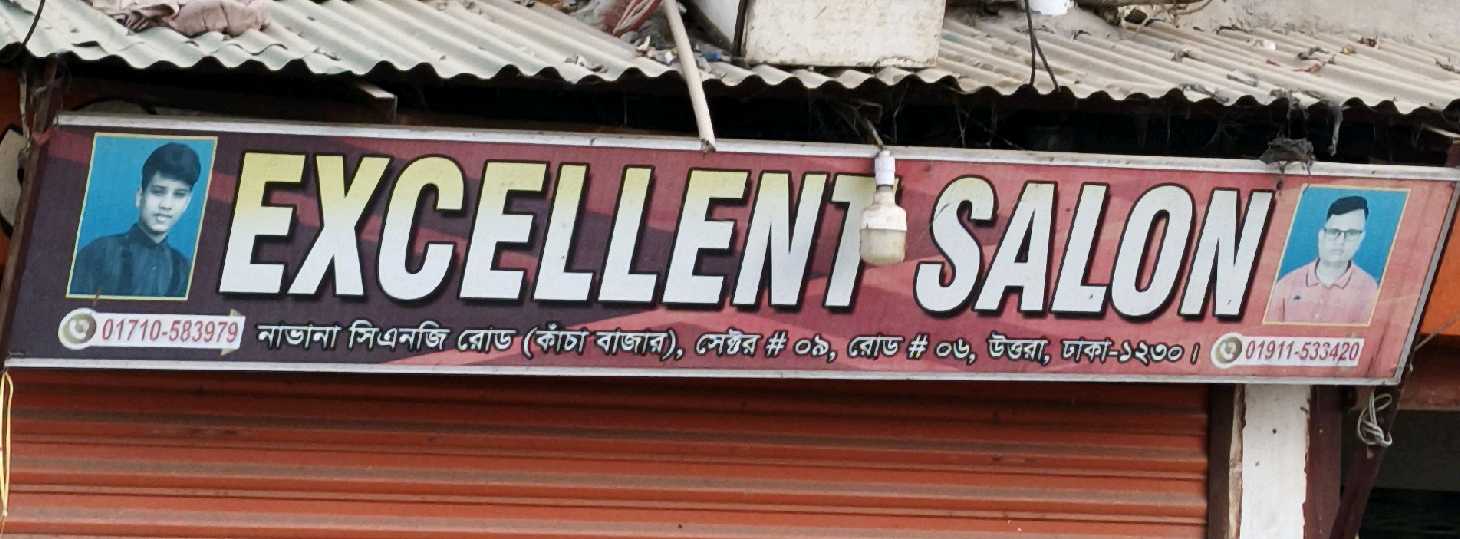 EXCELLENT SALON
01710-583979 নাভানা সিএনজি রোড (কাঁচা বাজার), সেক্টর # ০৯, রোড # ০৬, উত্তরা, ঢাকা-১২৩০। 01911-533420